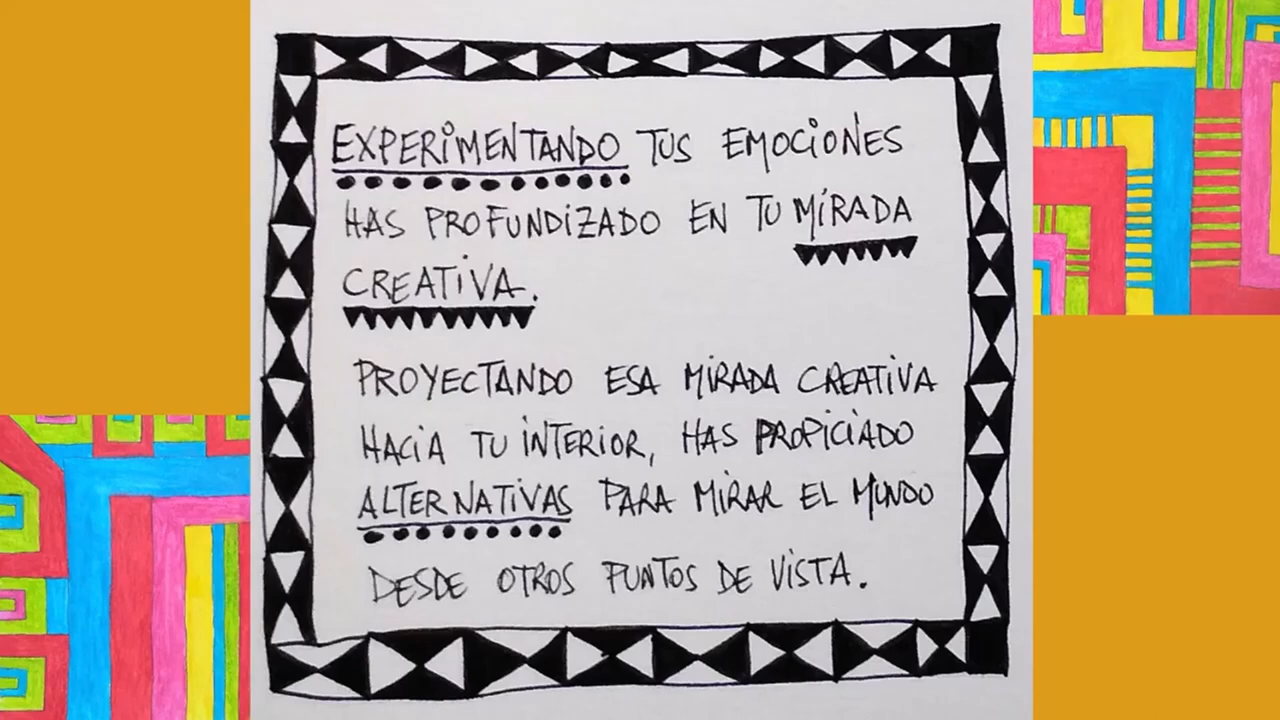 EXPERIMENTANDO TUS EMOCIONES
HAS PROFUNDIZADO EN TU MIRADA
CREATIVA.
PROYECTANDO ESA MIRADA CREATIVA
HACIA TU INTERIOR, HAS PROPICIADO
ALTERNATIVAS PARA MIRAR EL MUNDO
DESDE OTROS PUNTOS DE VISTA.